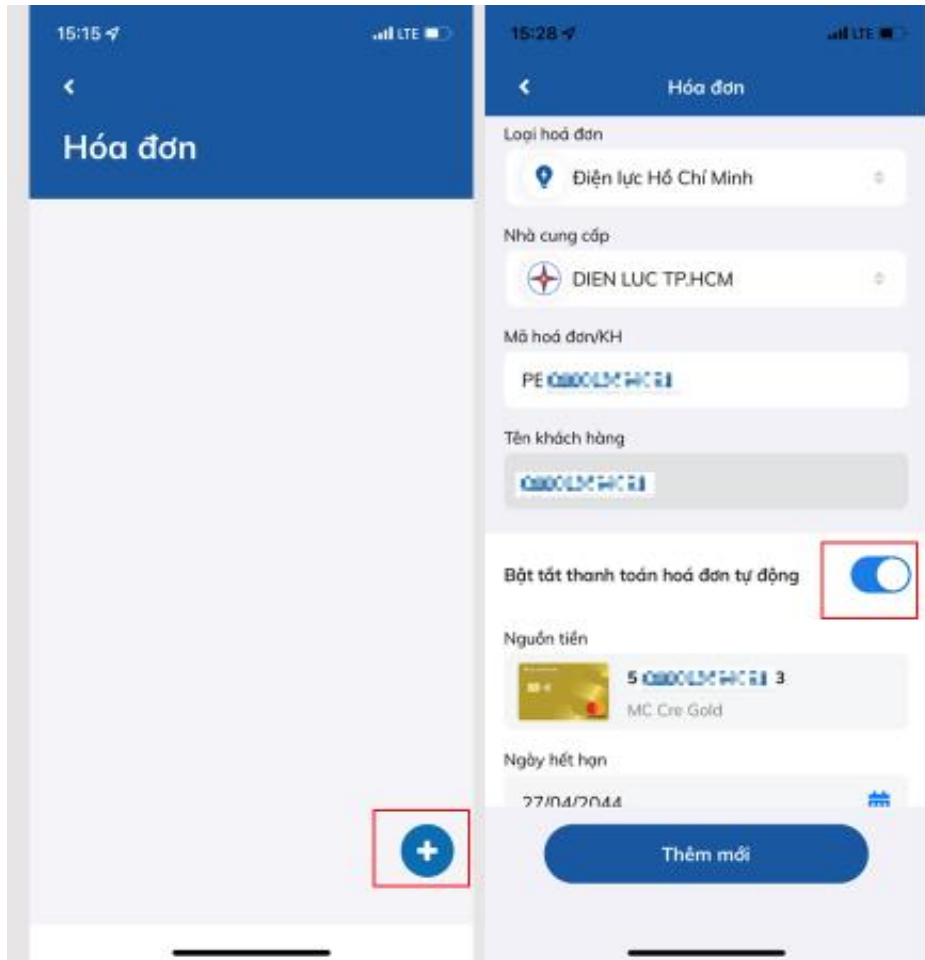 15:15
LTE
Hóa đơn
15:28
LTE
Hóa đơn
Loại hoá đơn
Điện lực Hồ Chí Minh
Nhà cung cấp
DIEN LUC TP.HCM
Mã hoá đơn/KH
PE
Tên khách hàng
Bật tắt thanh toán hoá đơn tự động
Nguồn tiền
5 3
MC Cre Gold
Ngày hết hạn
27/04/2044
Thêm mới